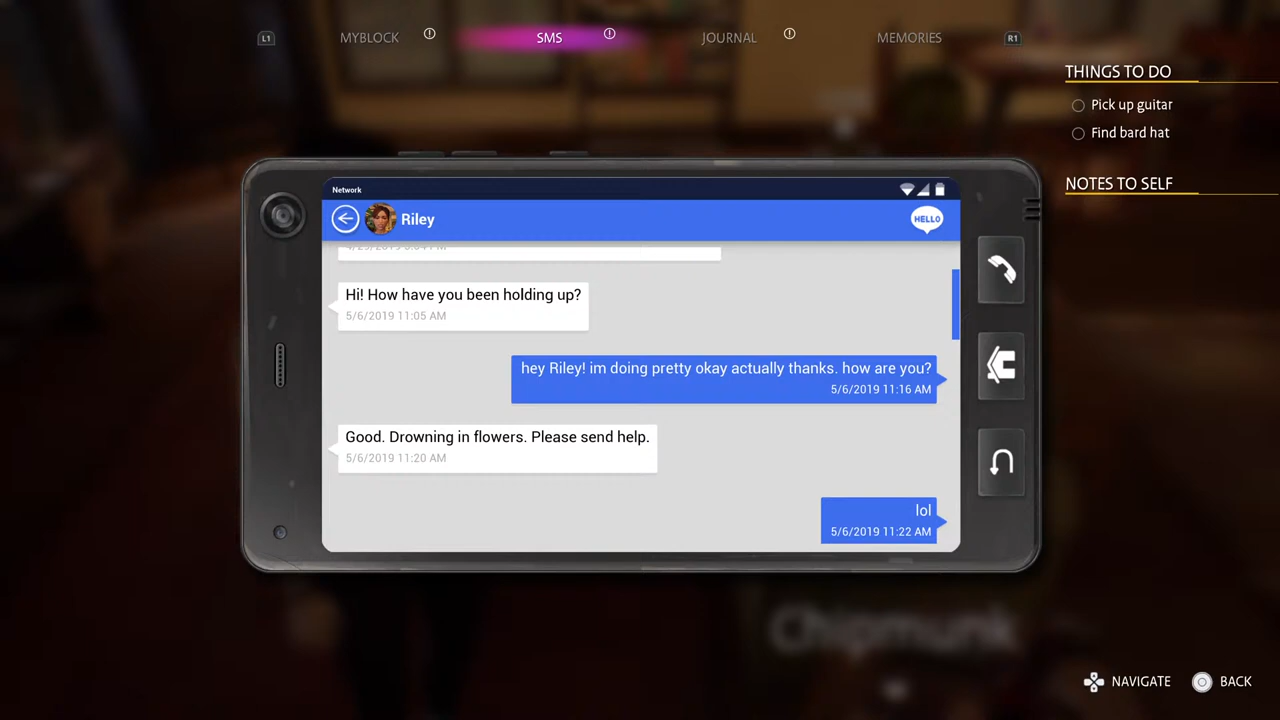 L1
MYBLOCK
SMS
JOURNAL
MEMORIES
R1
THINGS TO DO
Pick up guitar
Find bard hat
NOTES TO SELF
Network
Riley
HELLO
Hi! How have you been holding up?
5/6/2019 11:05 AM
hey Riley! im doing pretty okay actually thanks. how are you?
5/6/2019 11:16 AM
Good. Drowning in flowers. Please send help.
5/6/2019 11:20 AM
lol
5/6/2019 11:22 AM
Chipmunk
NAVIGATE
BACK